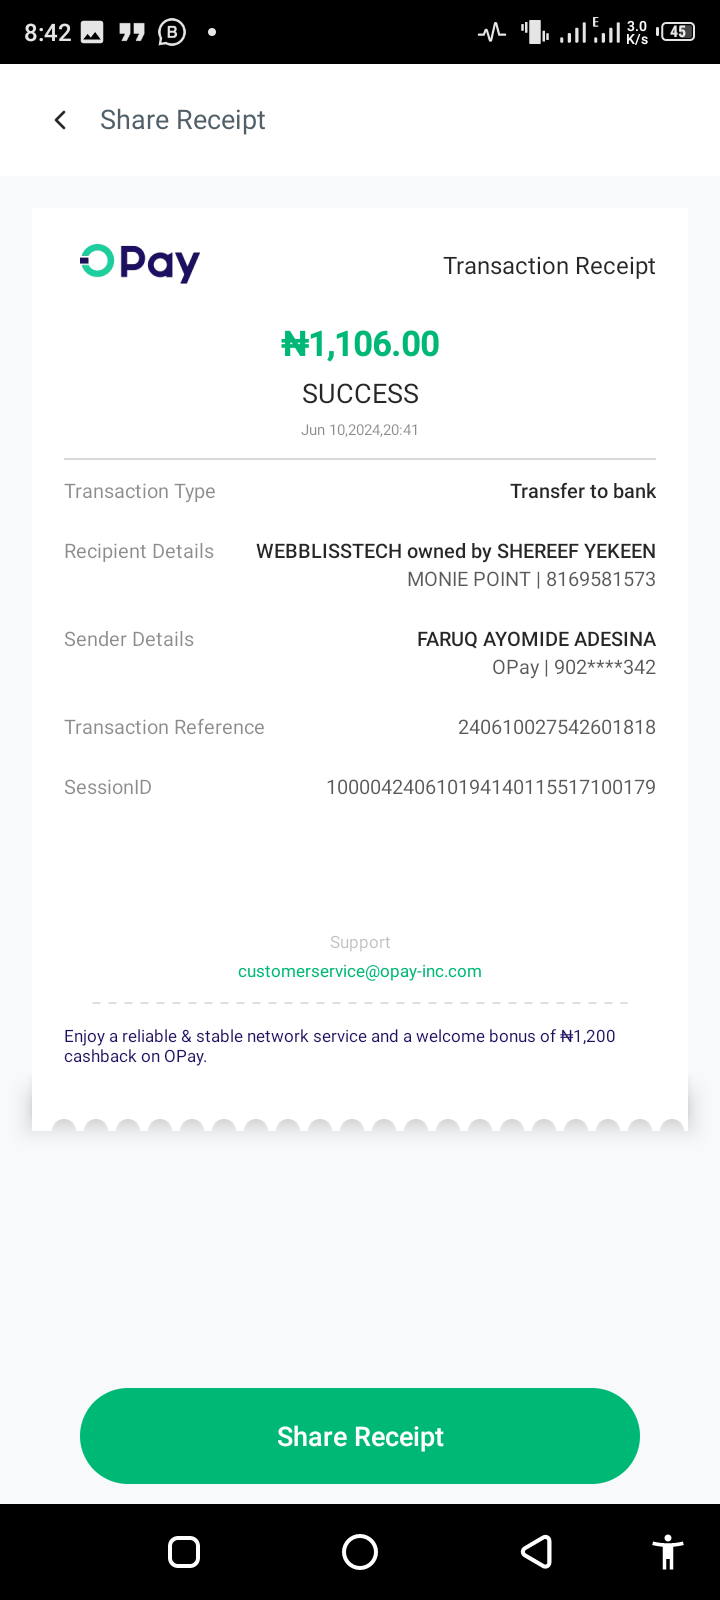 8:42
E
3.0
K/s
45
Share Receipt
OPay
Transaction Receipt
₦1,106.00
SUCCESS
Jun 10,2024,20:41
Transaction Type
Transfer to bank
Recipient Details
WEBBLISSTECH owned by SHEREEF YEKEEN
MONIE POINT | 8169581573
Sender Details
FARUQ AYOMIDE ADESINA
OPay | 902****342
Transaction Reference
240610027542601818
SessionID
100004240610194140115517100179
Support
customerservice@opay-inc.com
Enjoy a reliable & stable network service and a welcome bonus of ₦1,200
cashback on OPay.
Share Receipt